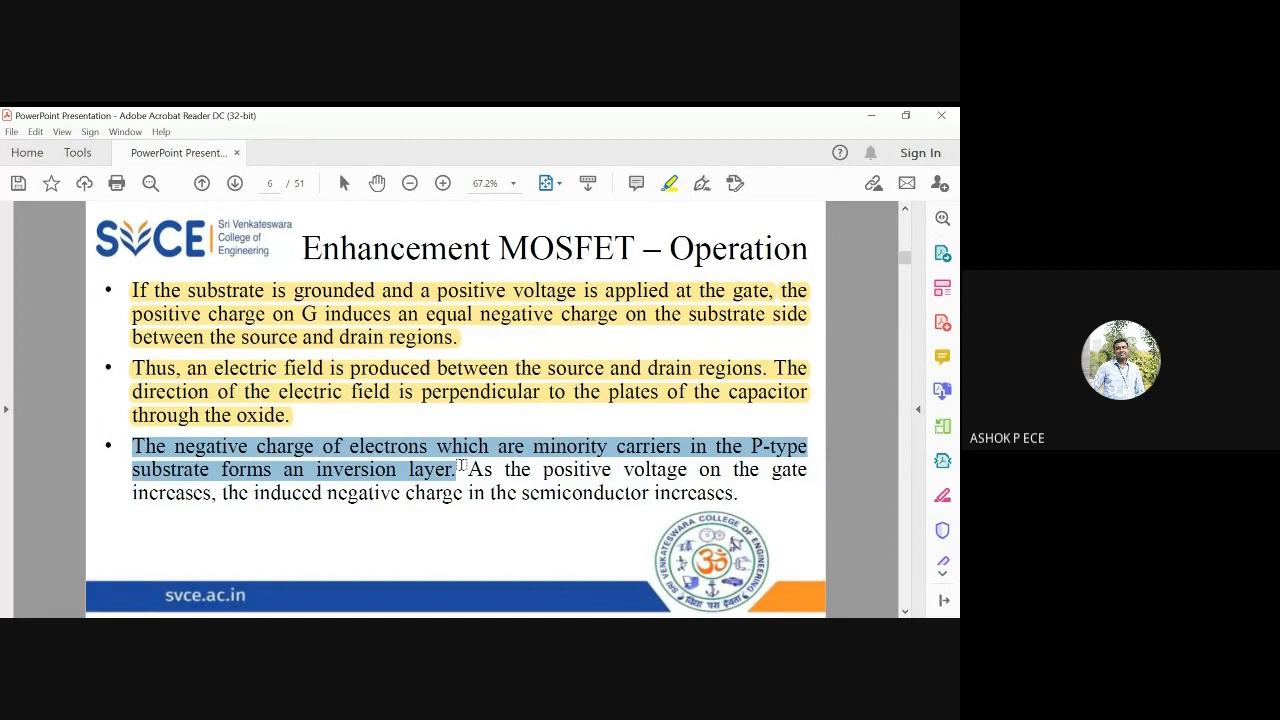 PowerPoint Presentation - Adobe Acrobat Reader DC (32-bit)
File Edit View Sign Window Help
Home Tools PowerPoint Present... × Sign In
6 / 51 67.2%
SVCE Sri Venkateswara
College of
Engineering
Enhancement MOSFET – Operation
• If the substrate is grounded and a positive voltage is applied at the gate, the
positive charge on G induces an equal negative charge on the substrate side
between the source and drain regions.
• Thus, an electric field is produced between the source and drain regions. The
direction of the electric field is perpendicular to the plates of the capacitor
through the oxide.
• The negative charge of electrons which are minority carriers in the P-type
substrate forms an inversion layer. As the positive voltage on the gate
increases, the induced negative charge in the semiconductor increases.
SRI VENKATESWARA COLLEGE OF ENGINEERING
ॐ
svce.ac.in
ASHOK P ECE